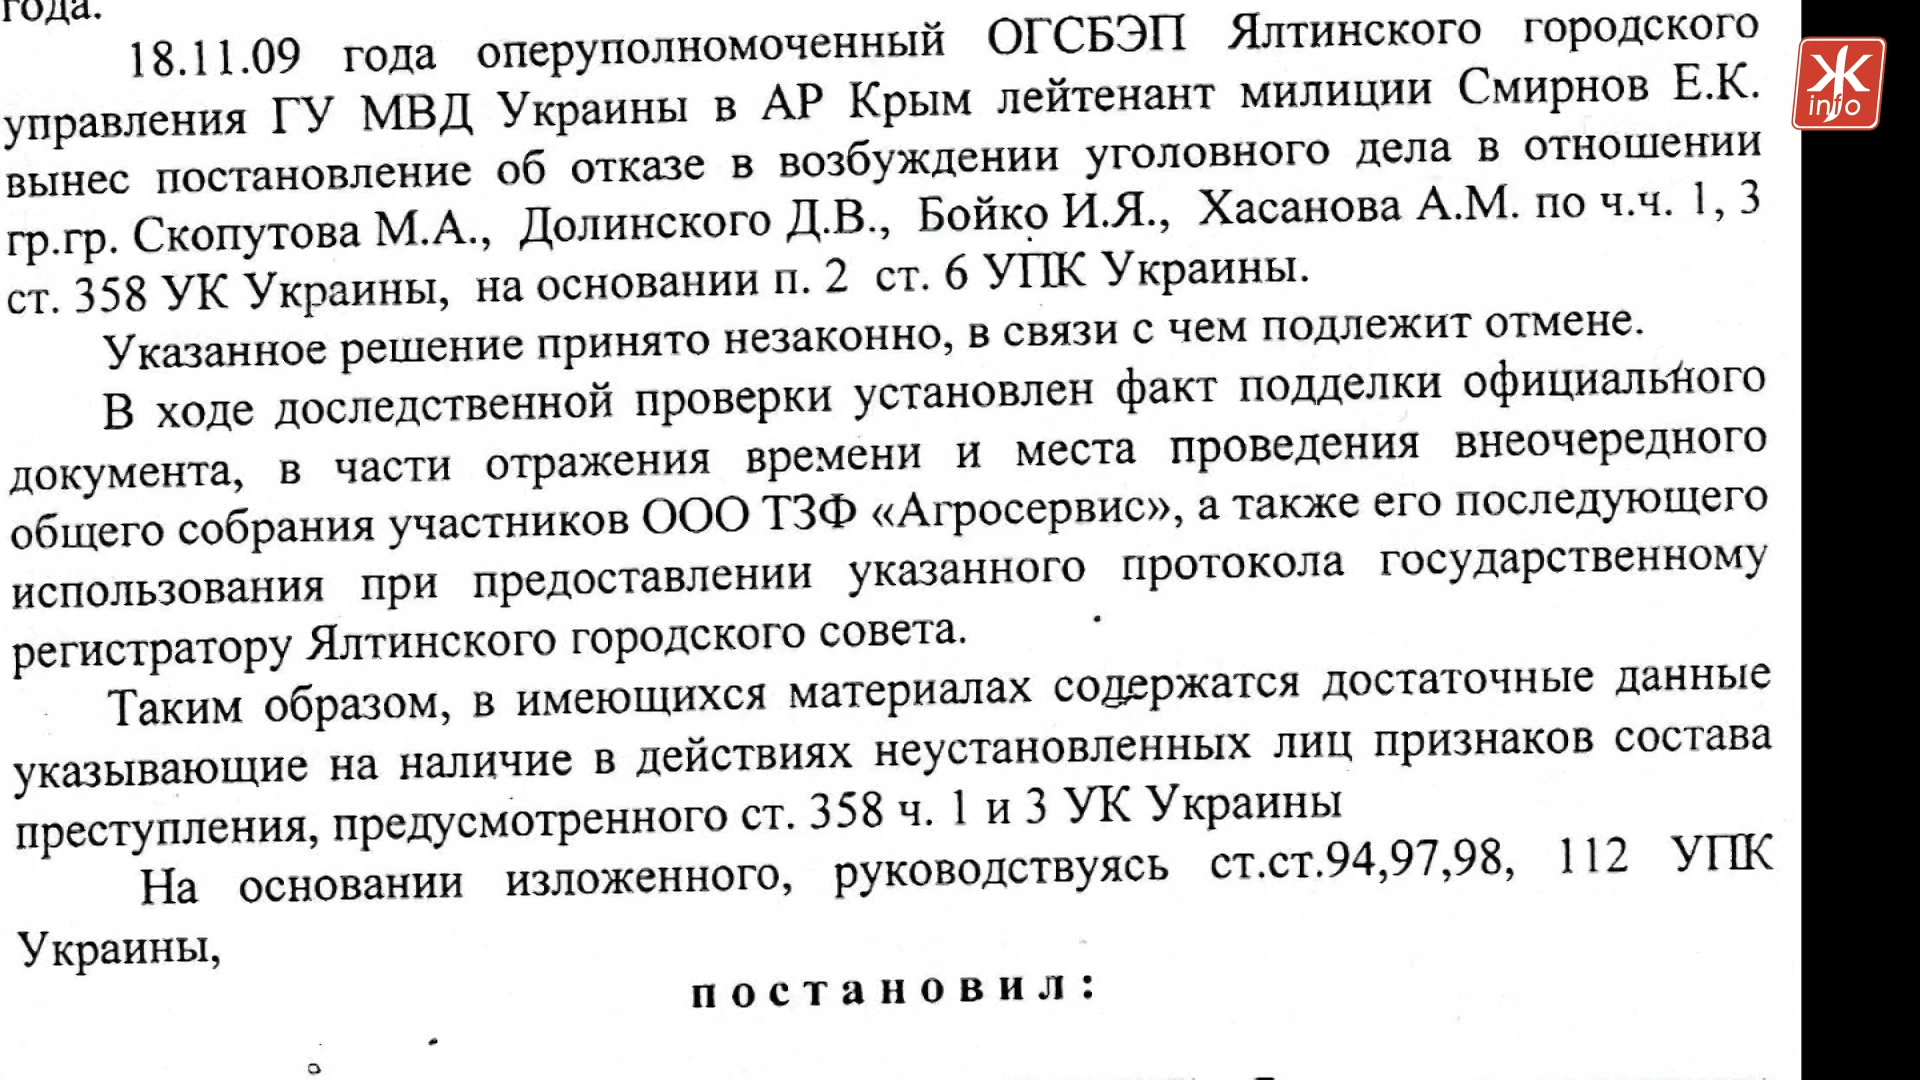 года.
18.11.09 года оперуполномоченный ОГСБЭП Ялтинского городского
управления ГУ МВД Украины в АР Крым лейтенант милиции Смирнов Е.К.
вынес постановление об отказе в возбуждении уголовного дела в отношении
гр.гр. Скопутова М.А., Долинского Д.В., Бойко И.Я., Хасанова А.М. по ч.ч. 1, 3
ст. 358 УК Украины, на основании п. 2 ст. 6 УПК Украины.
Указанное решение принято незаконно, в связи с чем подлежит отмене.
В ходе доследственной проверки установлен факт подделки официального
документа, в части отражения времени и места проведения внеочередного
общего собрания участников ООО ТЗФ «Агросервис», а также его последующего
использования при предоставлении указанного протокола государственному
регистратору Ялтинского городского совета.
Таким образом, в имеющихся материалах содержатся достаточные данные
указывающие на наличие в действиях неустановленных лиц признаков состава
преступления, предусмотренного ст. 358 ч. 1 и 3 УК Украины
На основании изложенного, руководствуясь ст.ст.94,97,98, 112 УПК
Украины,
п о с т а н о в и л :
ЖК
info